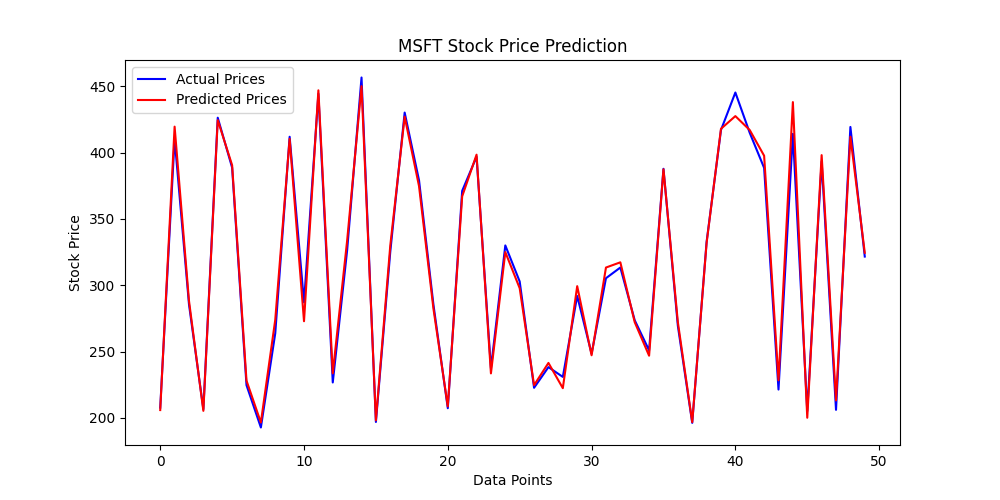 MSFT Stock Price Prediction
Actual Prices
Predicted Prices
Stock Price
450
400
350
300
250
200
0 10 20 30 40 50
Data Points